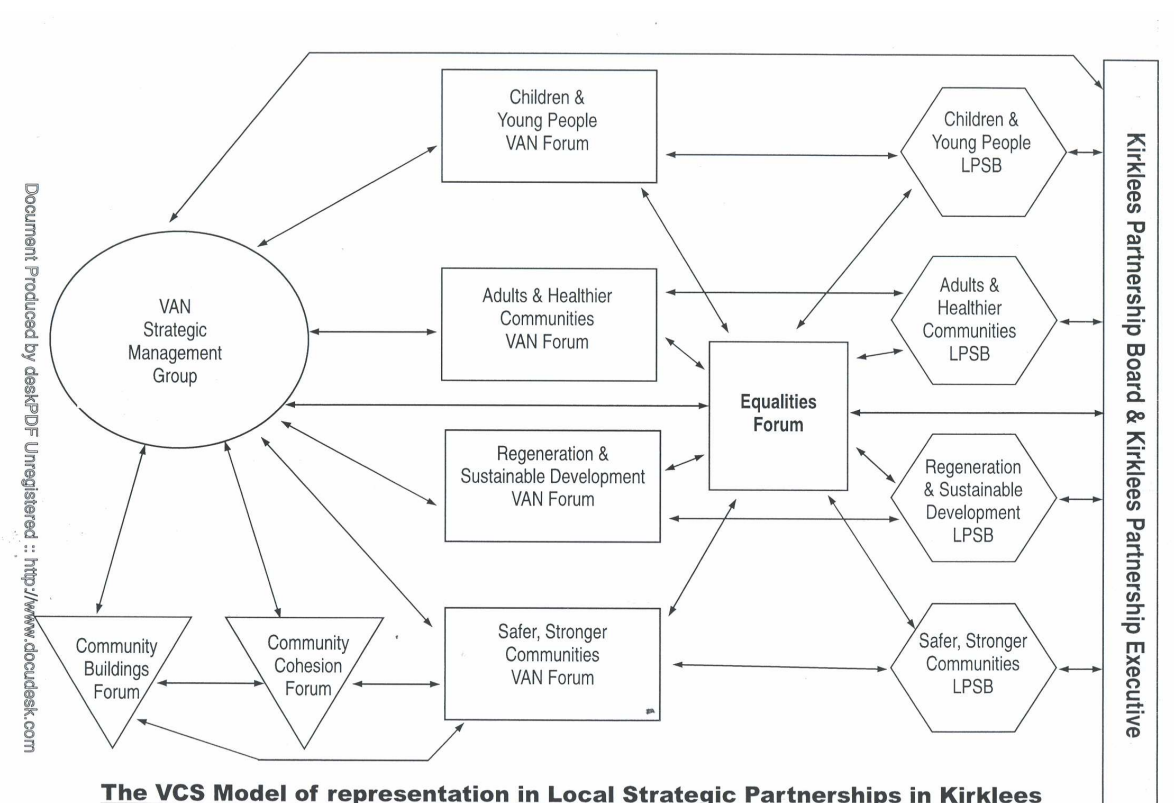 Children &
Young People
VAN Forum
Children &
Young People
LPSB
Kirklees Partnership Board & Kirklees Partnership Executive
Document Produced by deskPDF Unregistered :: http://www.docudesk.com
VAN
Strategic
Management
Group
Adults & Healthier
Communities
VAN Forum
Adults &
Healthier
Communities
LPSB
Equalities
Forum
Regeneration &
Sustainable Development
VAN Forum
Regeneration
& Sustainable
Development
LPSB
Community
Buildings
Forum
Community
Cohesion
Forum
Safer, Stronger
Communities
VAN Forum
Safer, Stronger
Communities
LPSB
The VCS Model of representation in Local Strategic Partnerships in Kirklees